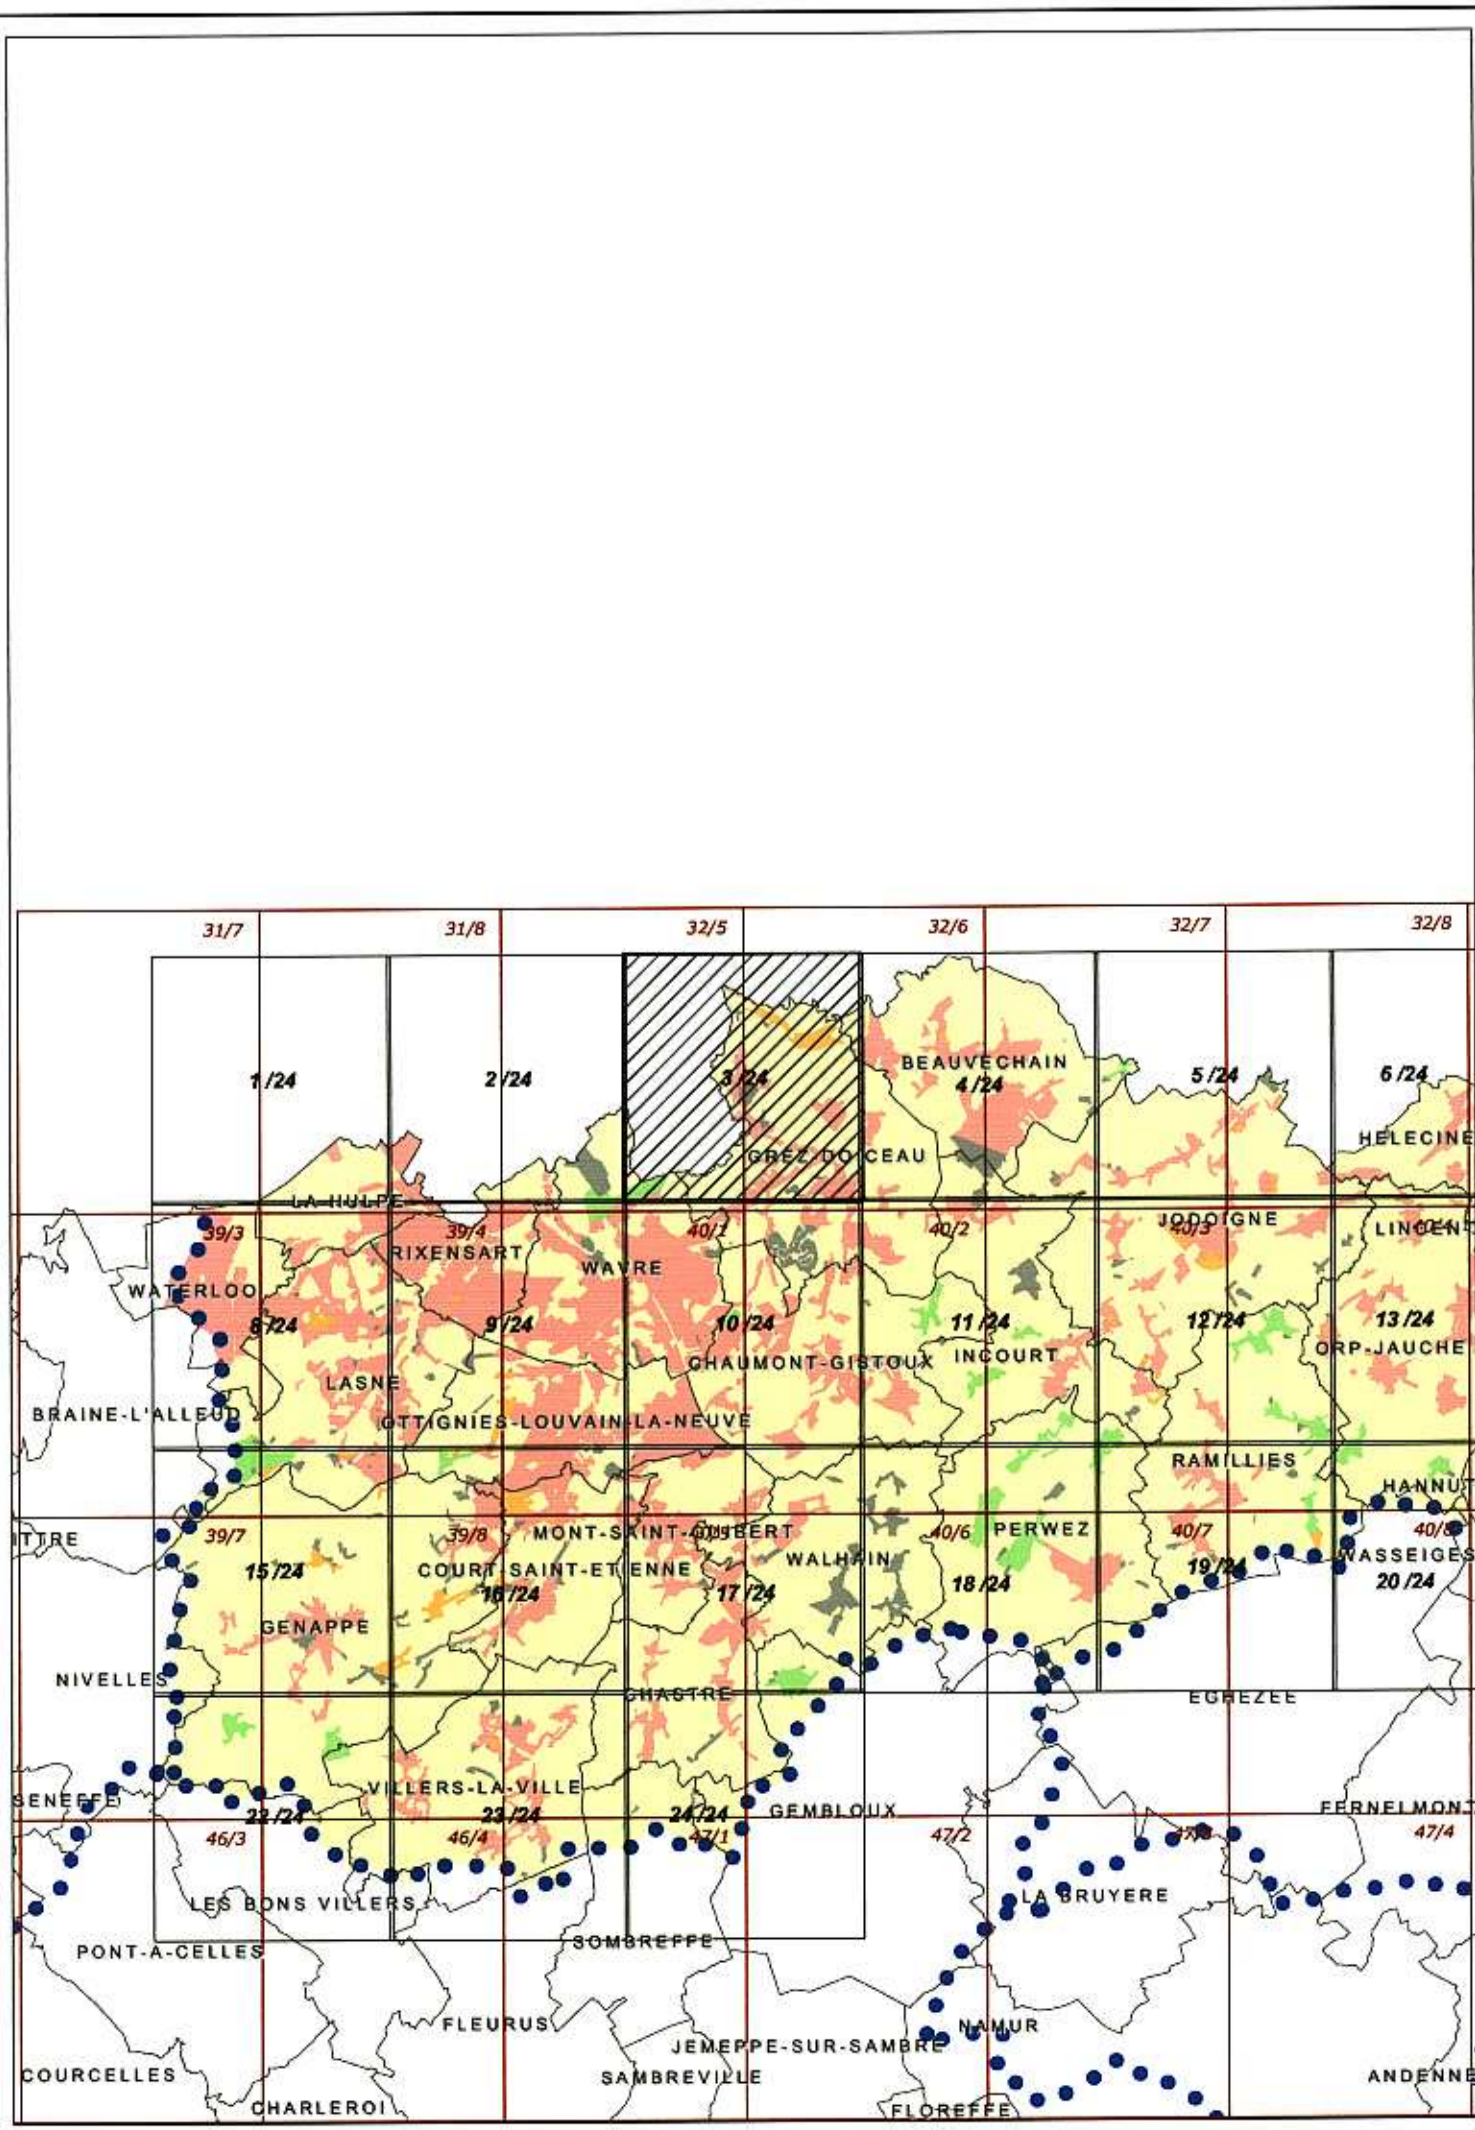 31/7 31/8 32/5 32/6 32/7 32/8
BEAUVECHAIN
1/24 2/24 3/24 4/24 5/24 6/24
HELECINE
GREZ-DOICEAU
LA HULPE
39/3 39/4 40/1 40/2 40/3
JODOIGNE
RIXENSART
WAVRE
WATERLOO
8/24 9/24 10/24 11/24 12/24 13/24
ORP-JAUCHE
INCOURT
CHAUMONT-GISTOUX
LASNE
BRAINE-L'ALLEUD
OTTIGNIES-LOUVAIN-LA-NEUVE
RAMILLIES
HANNUT
ITTRE
39/7 39/8 MONT-SAINT-GUIBERT 40/6 PERWEZ 40/7 40/8
WALHAIN
WASSEIGES
COURT-SAINT-ETIENNE
15/24 16/24 17/24 18/24 19/24 20/24
GENAPPE
NIVELLES
CHASTRE
EGHEZEE
VILLERS-LA-VILLE
SENEFFE
GEMBLOUX
FERNELMONT
22/24 23/24 24/24
46/3 46/4 47/1 47/2 47/3 47/4
LA BRUYERE
LES BONS VILLERS
SOMBREFFE
PONT-A-CELLES
FLEURUS
NAMUR
JEMEPPE-SUR-SAMBRE
COURCELLES
SAMBREVILLE
ANDENNE
CHARLEROI
FLOREFFE